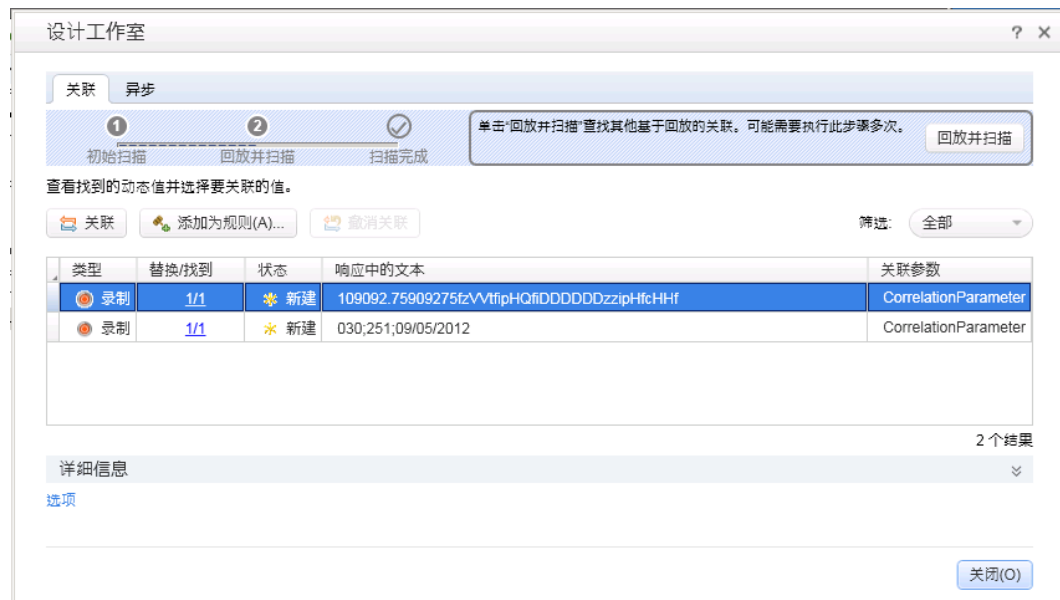 设计工作室
? ×
关联 异步
1 2
初始扫描 回放并扫描 扫描完成
单击“回放并扫描”查找其他基于回放的关联。可能需要执行此步骤多次。
回放并扫描
查看找到的动态值并选择要关联的值。
关联 添加为规则(A)... 撤消关联 筛选: 全部
类型 替换/找到 状态 响应中的文本 关联参数
录制 1/1 新建 109092.75909275fzVVtfipHQfiDDDDDDzzipHfcHHf CorrelationParameter
录制 1/1 新建 030;251;09/05/2012 CorrelationParameter
2 个结果
详细信息
选项
关闭(O)